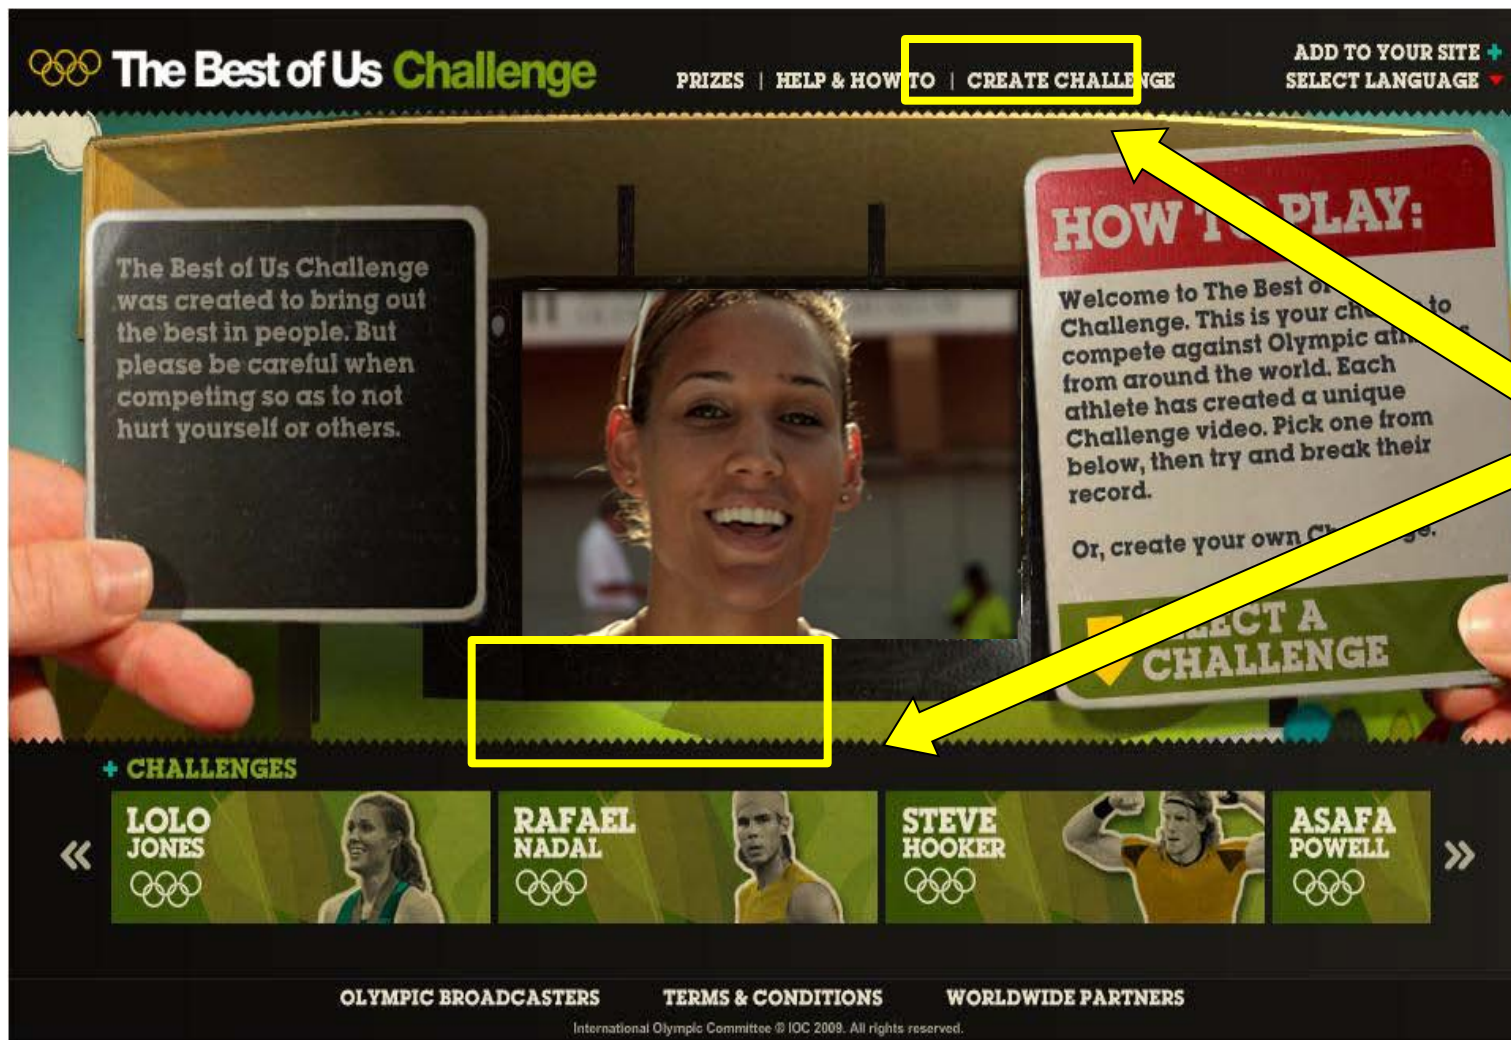 The Best of Us Challenge
PRIZES | HELP & HOW TO | CREATE CHALLENGE
ADD TO YOUR SITE +
SELECT LANGUAGE
The Best of Us Challenge
was created to bring out
the best in people. But
please be careful when
competing so as to not
hurt yourself or others.
HOW TO PLAY:
Welcome to The Best of
Challenge. This is your to
compete against Olympic
from around the world. Each
athlete has created a unique
Challenge video. Pick one from
below, then try and break their
record.
Or, create your own
A
CHALLENGE
+ CHALLENGES
LOLO
JONES
RAFAEL
NADAL
STEVE
HOOKER
ASAFA
POWELL
OLYMPIC BROADCASTERS TERMS & CONDITIONS WORLDWIDE PARTNERS
International Olympic Committee © IOC 2009. All rights reserved.